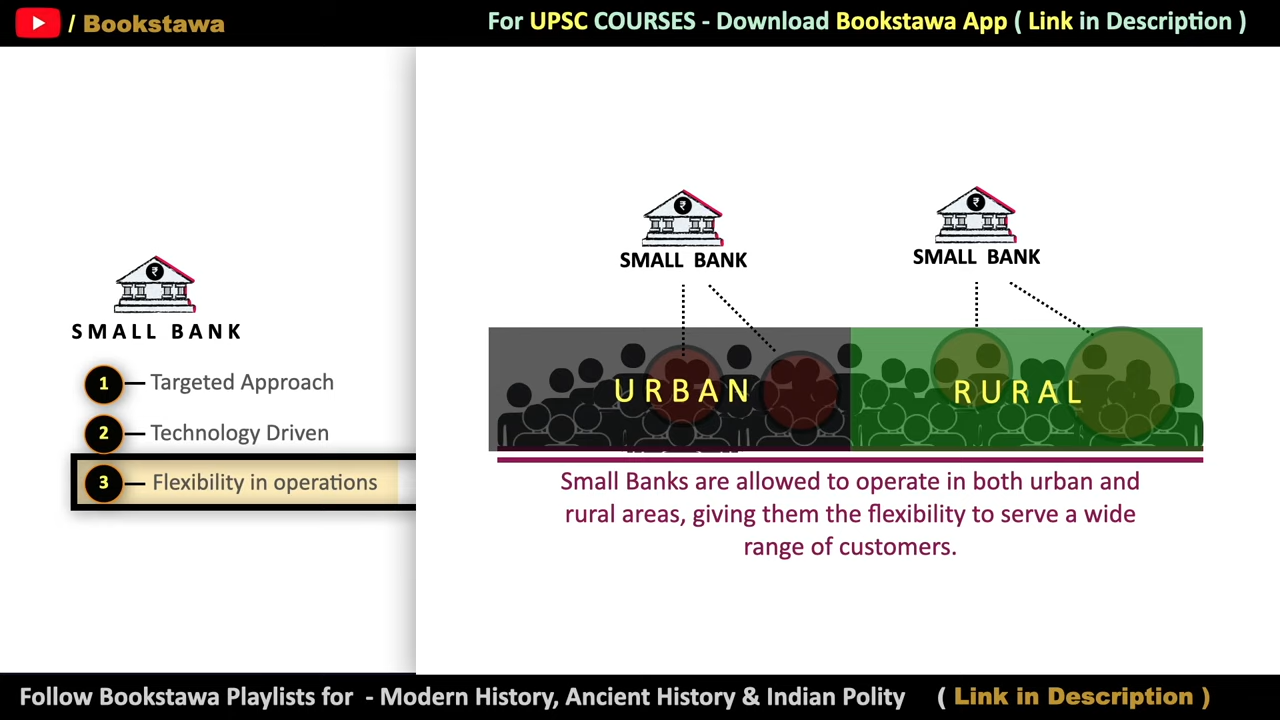 / Bookstawa
For UPSC COURSES - Download Bookstawa App ( Link in Description )
₹
SMALL BANK
1 Targeted Approach
2 Technology Driven
3 Flexibility in operations
₹
SMALL BANK
₹
SMALL BANK
URBAN
RURAL
Small Banks are allowed to operate in both urban and
rural areas, giving them the flexibility to serve a wide
range of customers.
Follow Bookstawa Playlists for - Modern History, Ancient History & Indian Polity ( Link in Description )